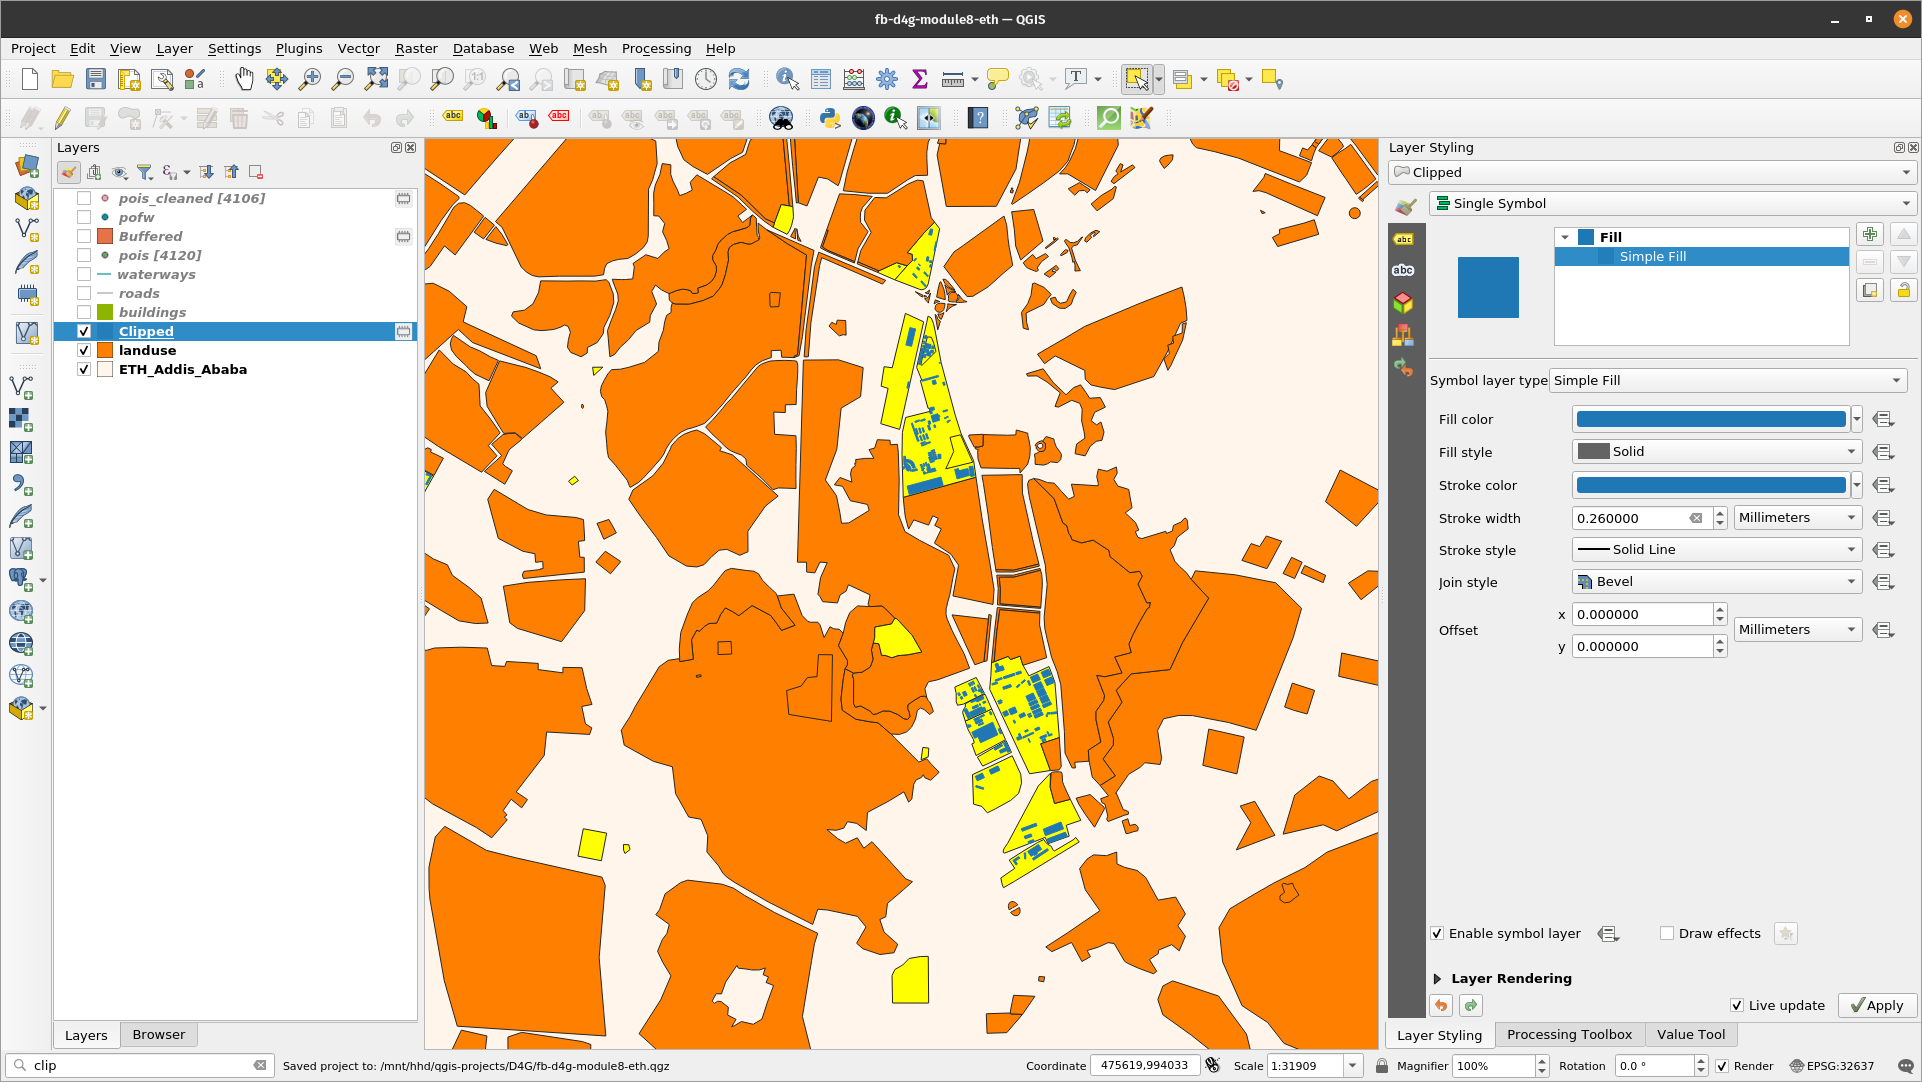 fb-d4g-module8-eth — QGIS
Project Edit View Layer Settings Plugins Vector Raster Database Web Mesh Processing Help
Layers
pois_cleaned [4106]
pofw
Buffered
pois [4120]
waterways
roads
buildings
Clipped
landuse
ETH_Addis_Ababa
Layers Browser
Layer Styling
Clipped
Single Symbol
Fill
Simple Fill
Symbol layer type Simple Fill
Fill color
Fill style Solid
Stroke color
Stroke width 0.260000 Millimeters
Stroke style Solid Line
Join style Bevel
x 0.000000
Offset Millimeters
y 0.000000
Enable symbol layer Draw effects
Layer Rendering
Live update Apply
Layer Styling Processing Toolbox Value Tool
clip Saved project to: /mnt/hhd/qgis-projects/D4G/fb-d4g-module8-eth.qgz Coordinate 475619,994033 Scale 1:31909 Magnifier 100% Rotation 0.0 ° Render EPSG:32637